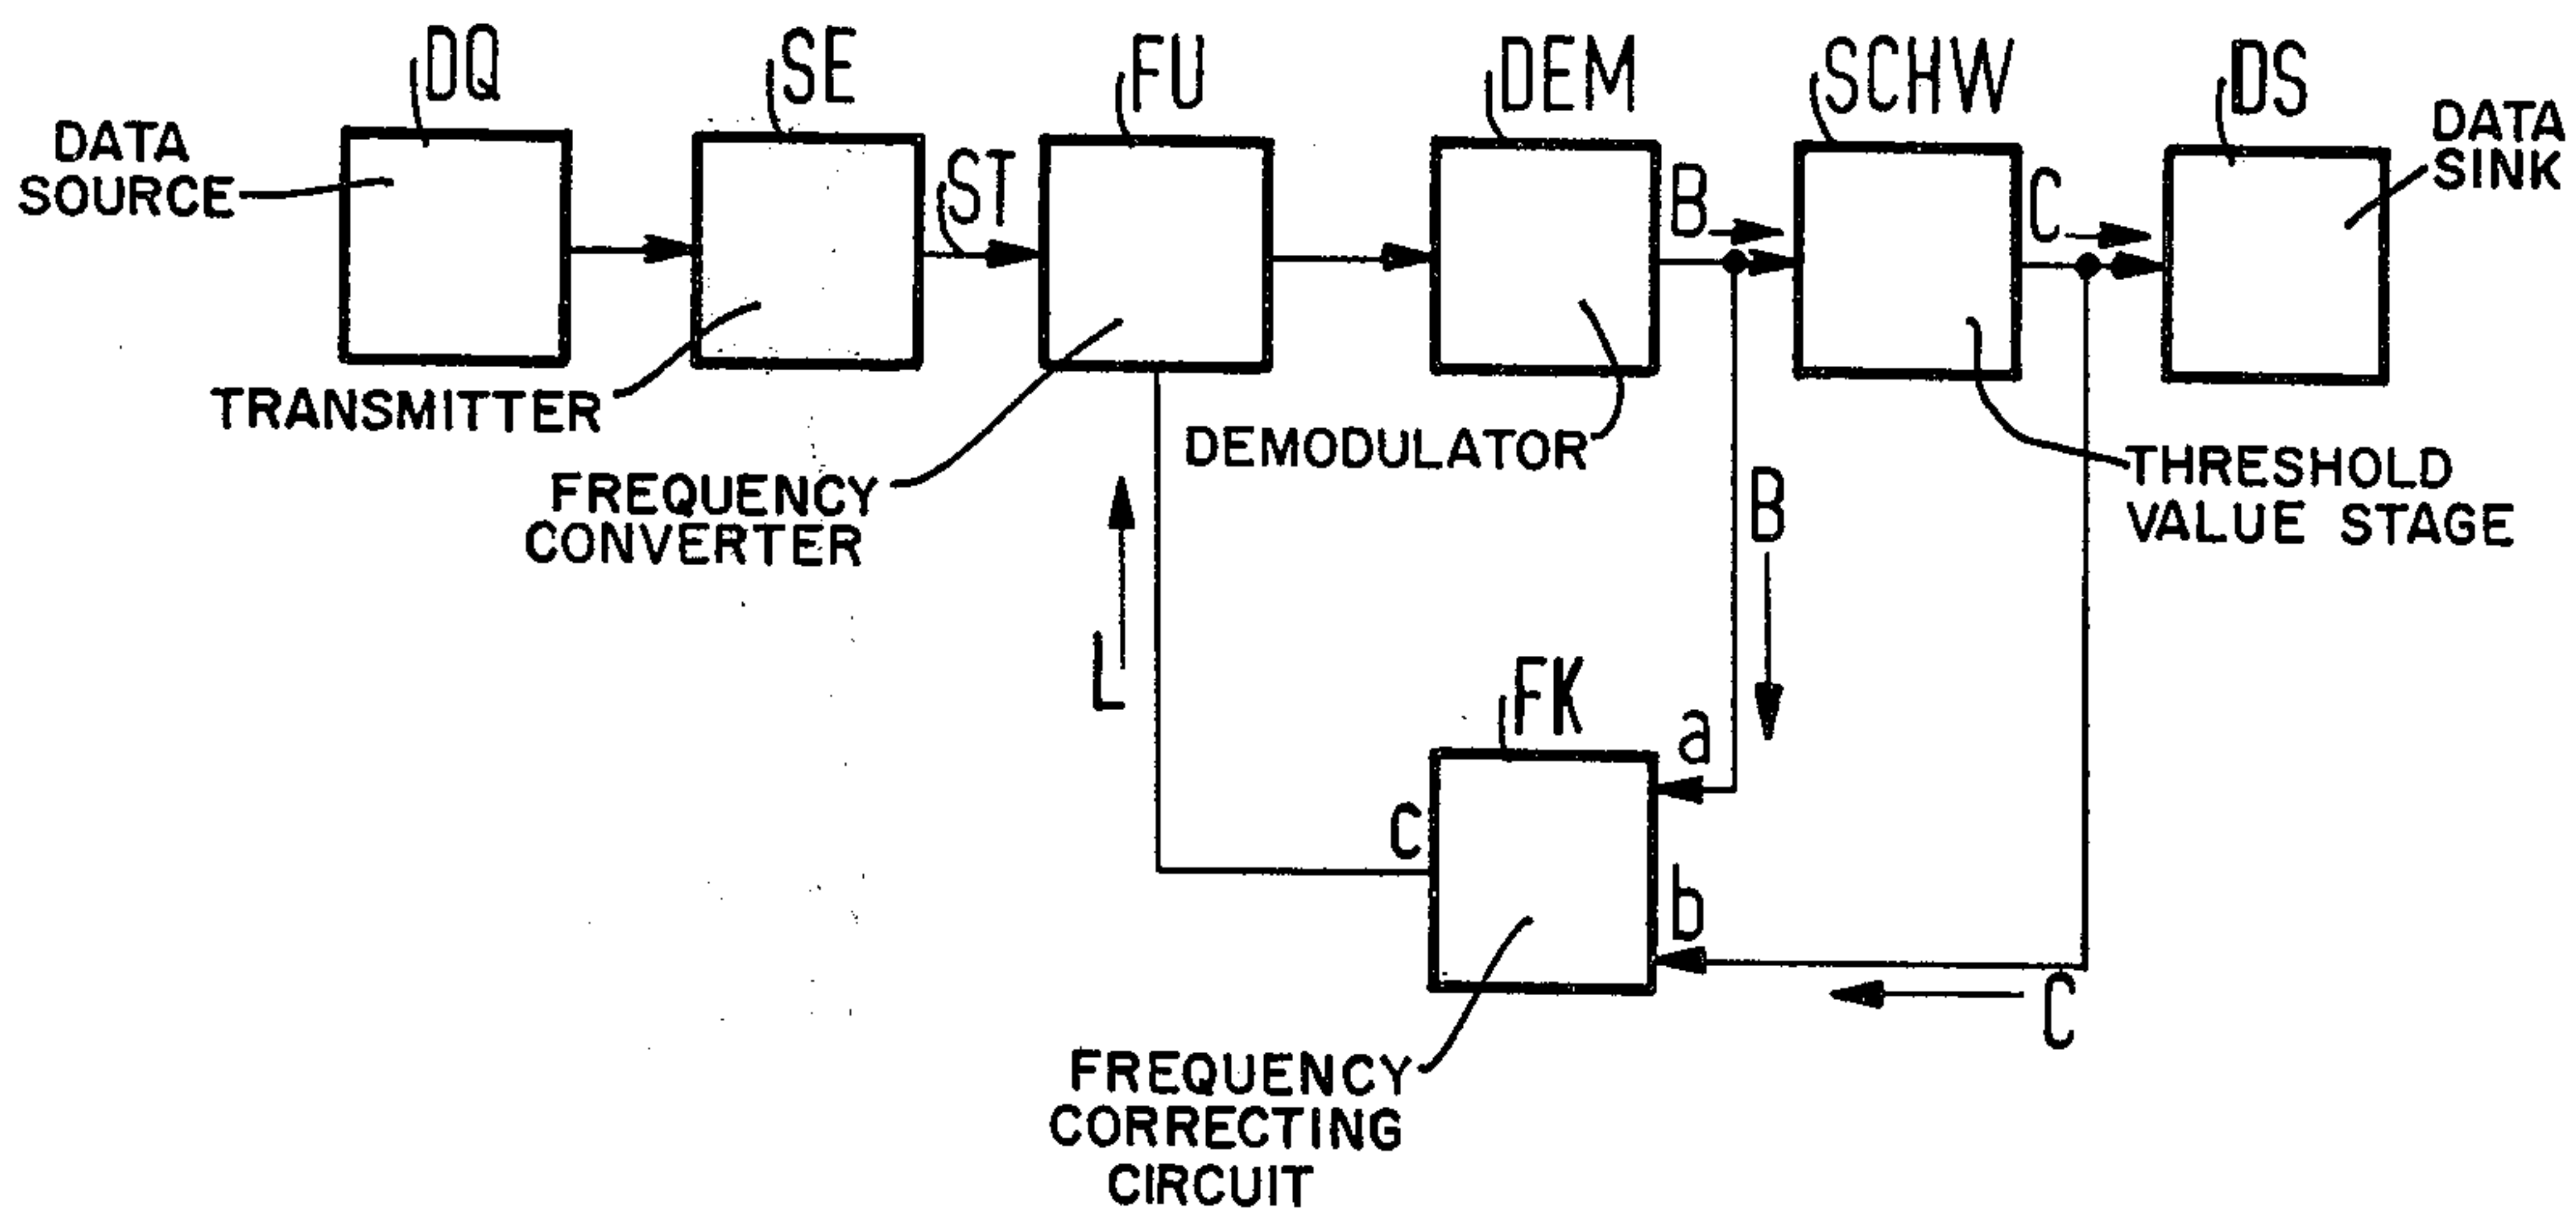 DQ
SE
FU
DEM
SCHW
DS
DATA
SOURCE
DATA
SINK
ST
B
C
TRANSMITTER
FREQUENCY
CONVERTER
DEMODULATOR
THRESHOLD
VALUE STAGE
B
L
FK
a
c
b
C
FREQUENCY
CORRECTING
CIRCUIT